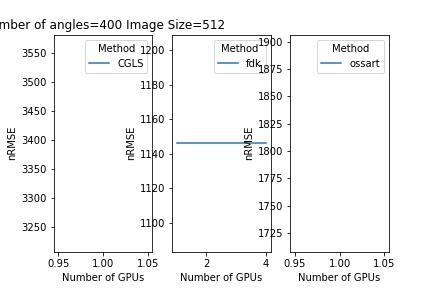 mber of angles=400 Image Size=512
Method
CGLS
3550
3500
3450
3400
3350
3300
3250
nRMSE
0.95
1.00
1.05
Number of GPUs
Method
fdk
1200
1180
1160
1140
1120
1100
nRMSE
2
4
Number of GPUs
Method
ossart
1900
1875
1850
1825
1800
1775
1750
1725
nRMSE
0.95
1.00
1.05
Number of GPUs